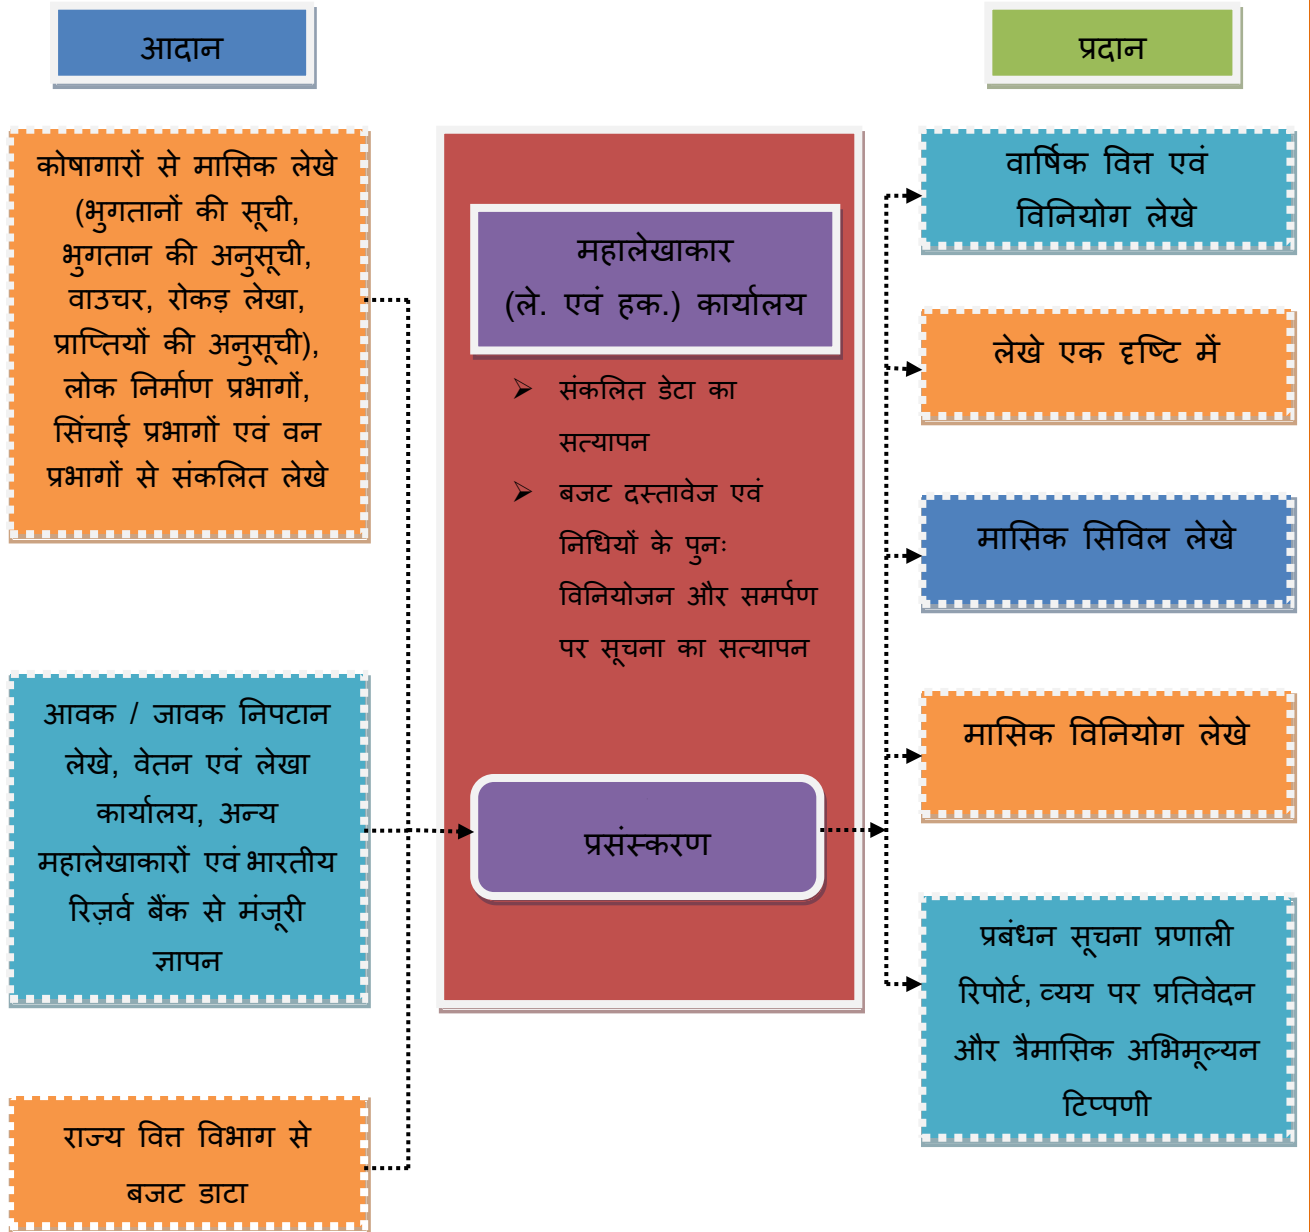 आदान
प्रदान
कोषागारों से मासिक लेखे
(भुगतानों की सूची,
भुगतान की अनुसूची,
वाउचर, रोकड़ लेखा,
प्राप्तियों की अनुसूची),
लोक निर्माण प्रभागों,
सिंचाई प्रभागों एवं वन
प्रभागों से संकलित लेखे
आवक / जावक निपटान
लेखे, वेतन एवं लेखा
कार्यालय, अन्य
महालेखाकारों एवं भारतीय
रिज़र्व बैंक से मंजूरी
ज्ञापन
राज्य वित्त विभाग से
बजट डाटा
महालेखाकार
(ले. एवं हक.) कार्यालय
➢ संकलित डेटा का
सत्यापन
➢ बजट दस्तावेज एवं
निधियों के पुनः
विनियोजन और समर्पण
पर सूचना का सत्यापन
प्रसंस्करण
वार्षिक वित्त एवं
विनियोग लेखे
लेखे एक दृष्टि में
मासिक सिविल लेखे
मासिक विनियोग लेखे
प्रबंधन सूचना प्रणाली
रिपोर्ट, व्यय पर प्रतिवेदन
और त्रैमासिक अभिमूल्यन
टिप्पणी